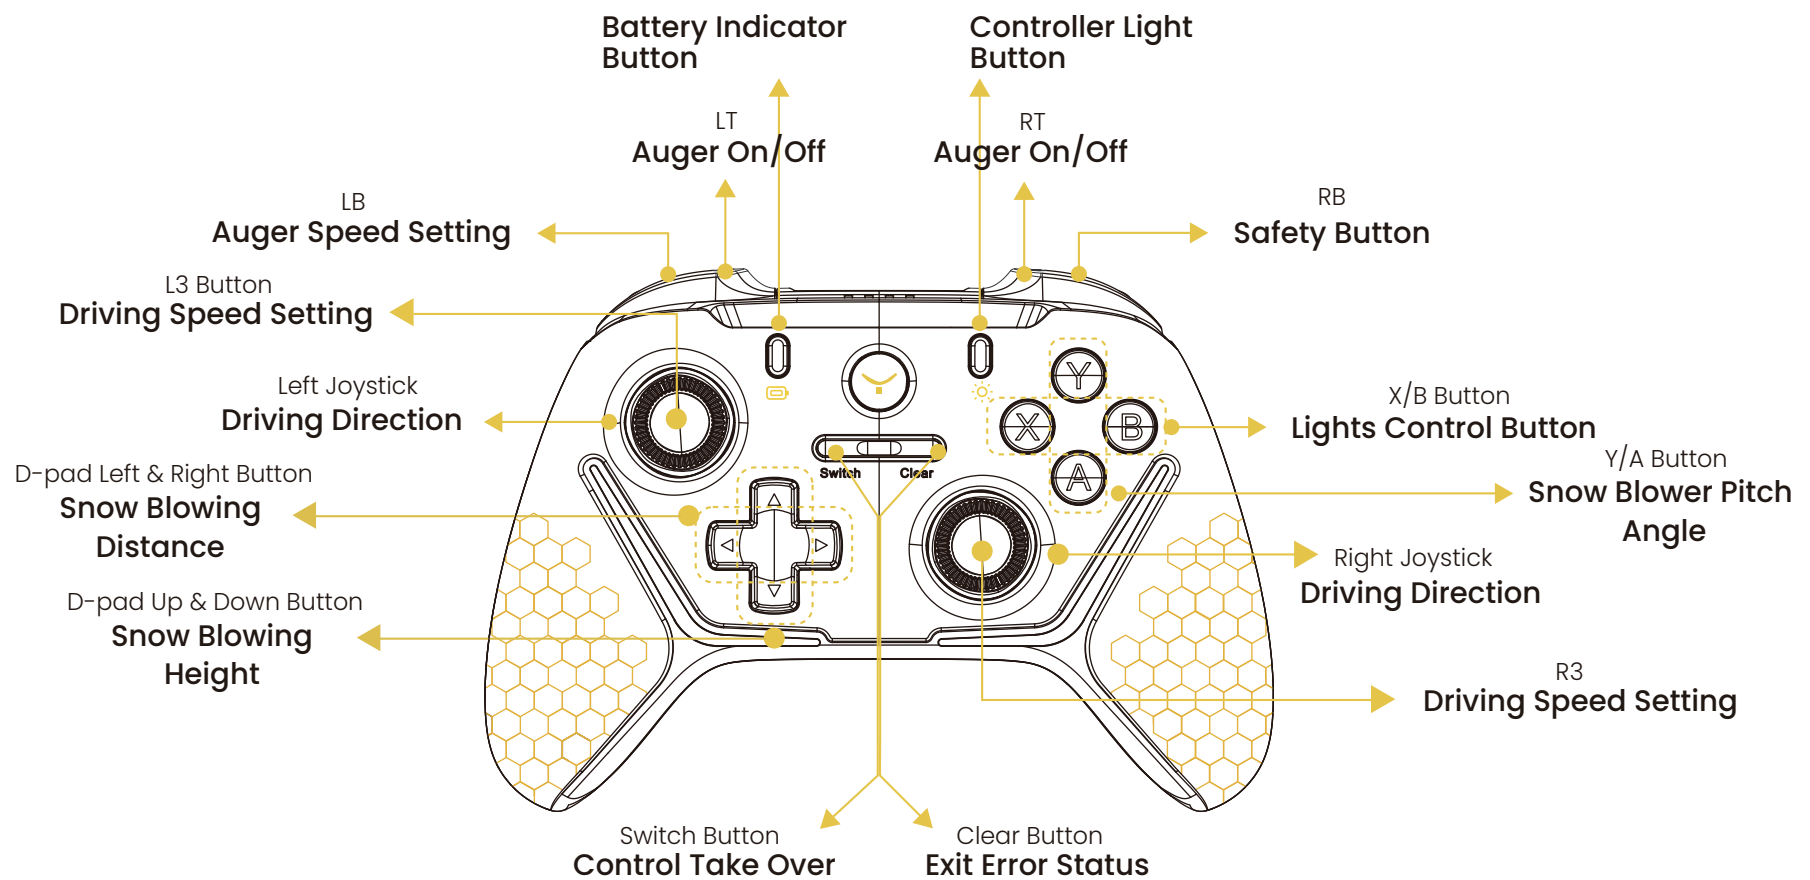 Battery Indicator
Button
Controller Light
Button
LT
Auger On/Off
RT
Auger On/Off
LB
Auger Speed Setting
RB
Safety Button
L3 Button
Driving Speed Setting
Left Joystick
Driving Direction
X/B Button
Lights Control Button
Y/A Button
Snow Blower Pitch
Angle
D-pad Left & Right Button
Snow Blowing
Distance
Right Joystick
Driving Direction
D-pad Up & Down Button
Snow Blowing
Height
R3
Driving Speed Setting
Y
X
B
A
Switch
Clear
Switch Button
Control Take Over
Clear Button
Exit Error Status